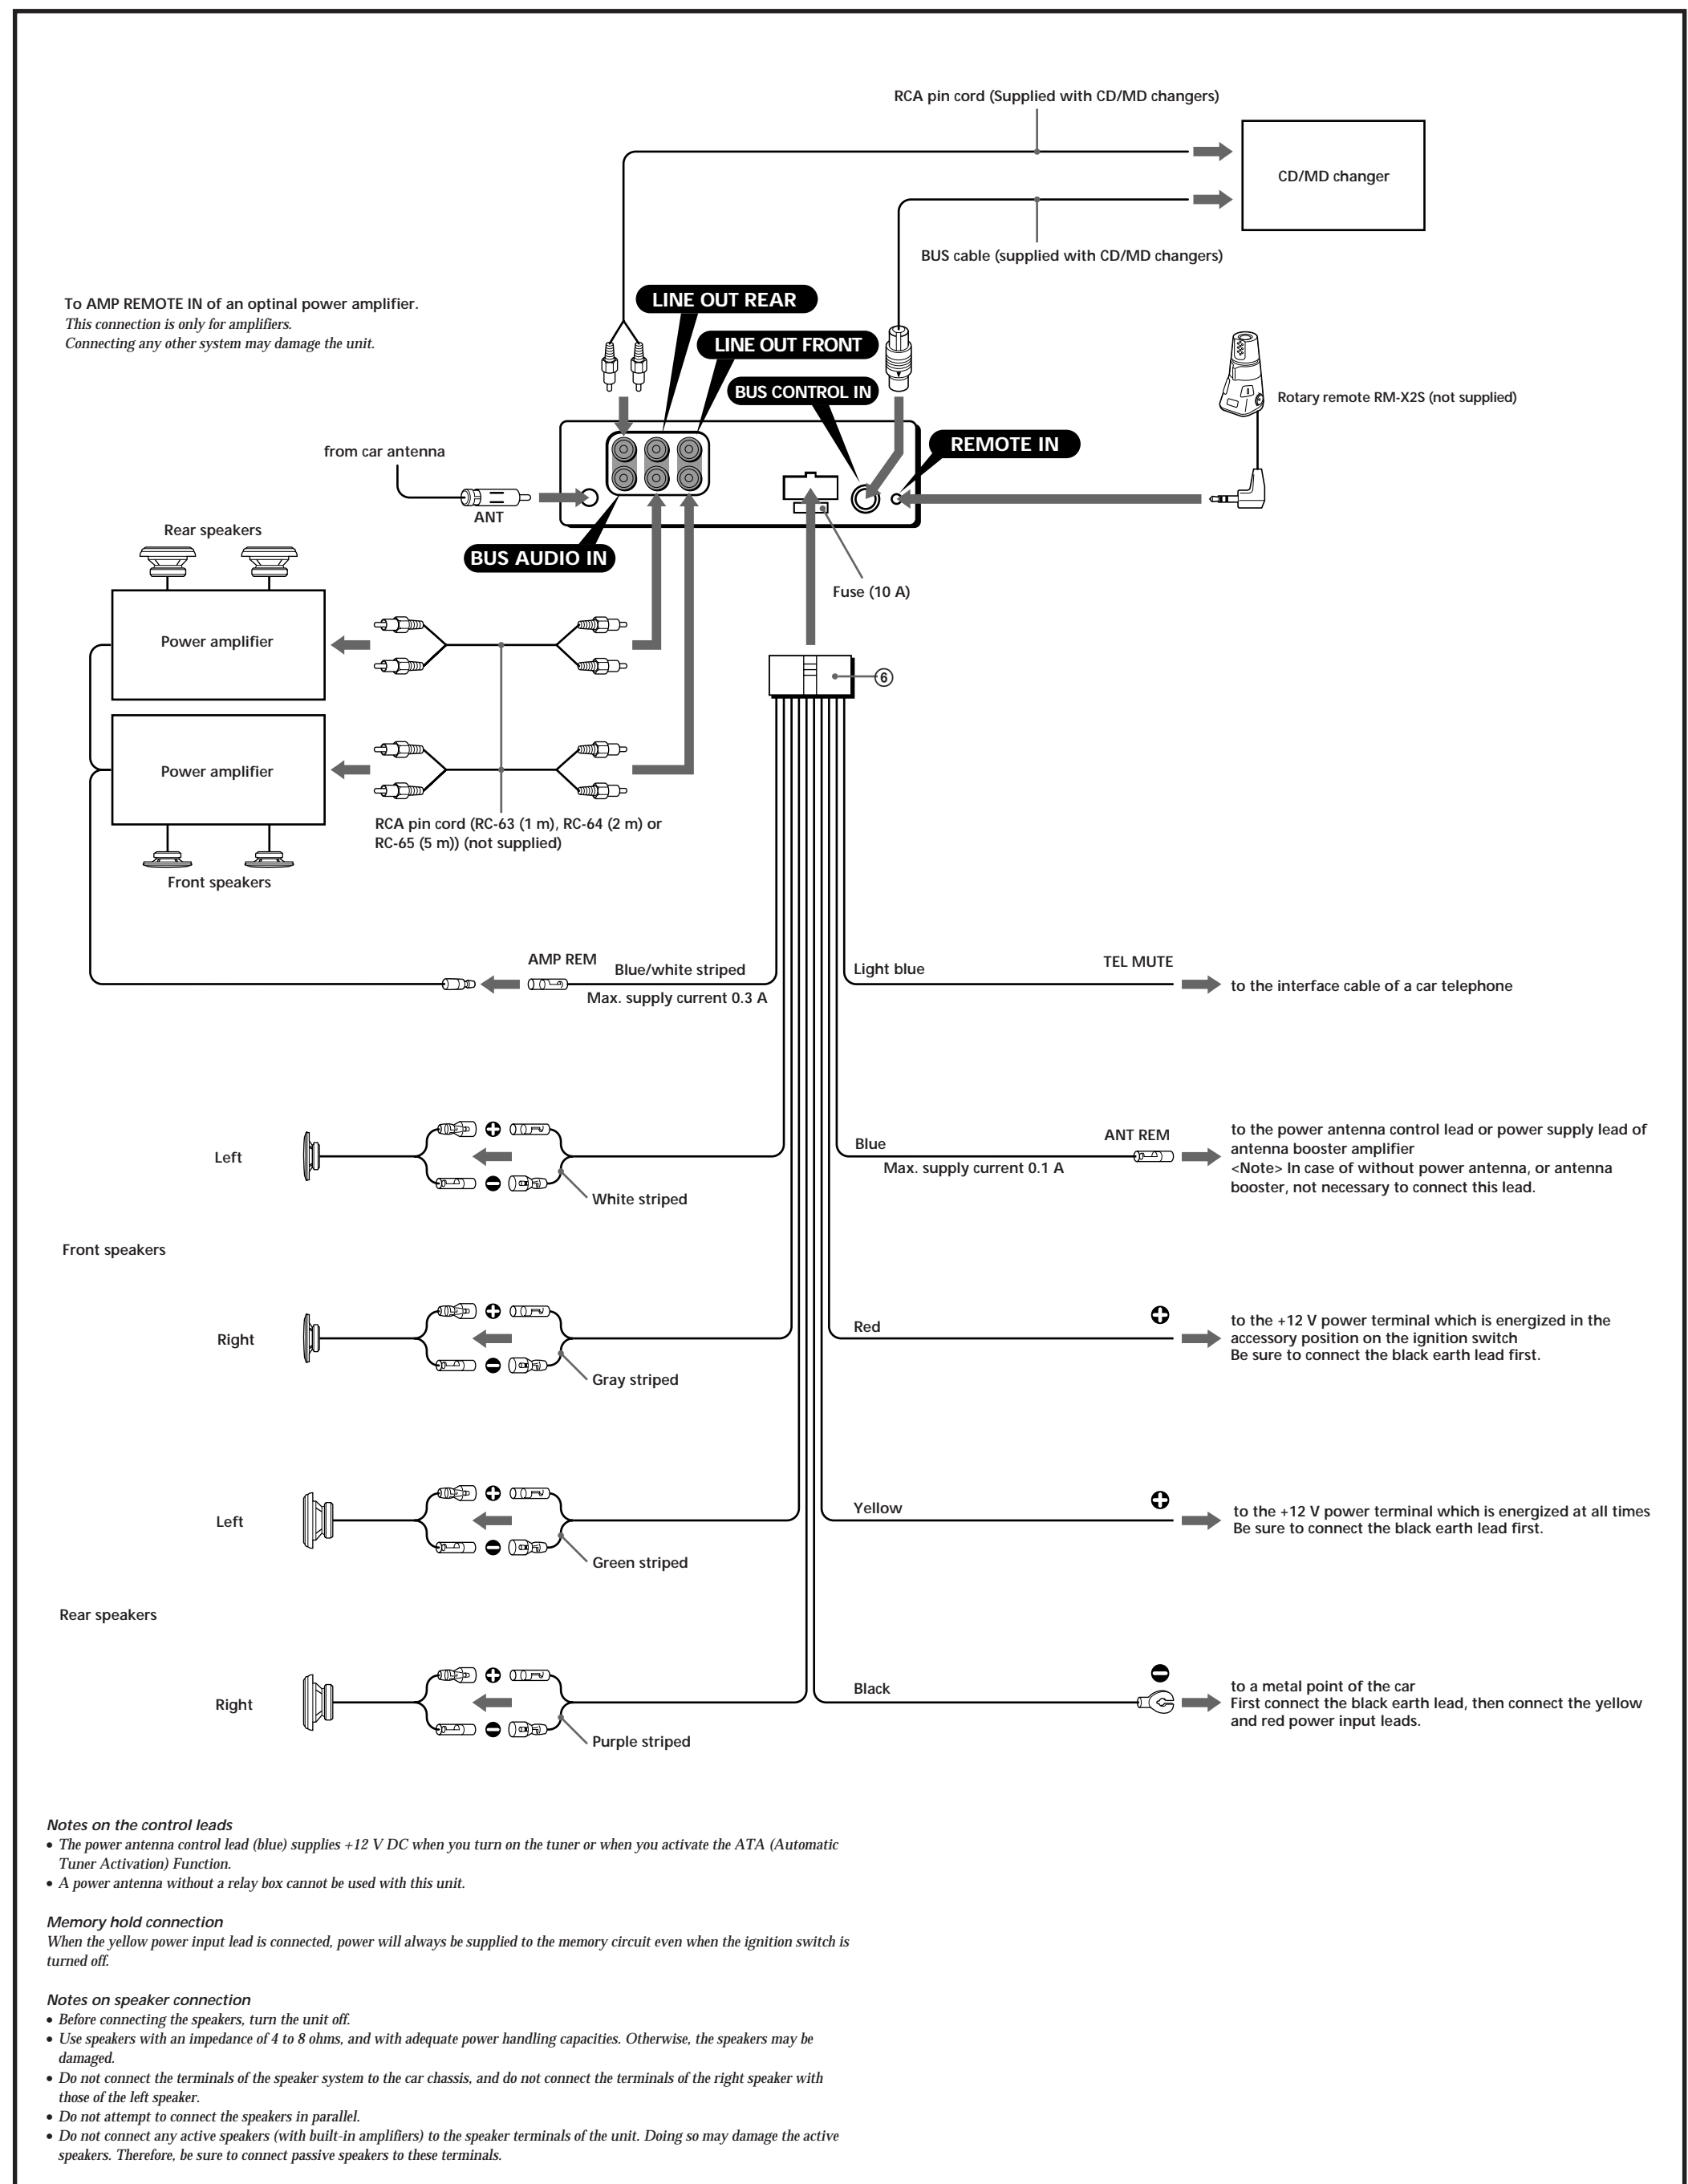 RCA pin cord (Supplied with CD/MD changers)
CD/MD changer
BUS cable (supplied with CD/MD changers)
To AMP REMOTE IN of an optinal power amplifier.
This connection is only for amplifiers.
Connecting any other system may damage the unit.
LINE OUT REAR
LINE OUT FRONT
BUS CONTROL IN
Rotary remote RM-X2S (not supplied)
REMOTE IN
from car antenna
ANT
BUS AUDIO IN
Rear speakers
Fuse (10 A)
Power amplifier
6
Power amplifier
RCA pin cord (RC-63 (1 m), RC-64 (2 m) or
RC-65 (5 m)) (not supplied)
Front speakers
AMP REM
Blue/white striped
Max. supply current 0.3 A
Light blue
TEL MUTE
to the interface cable of a car telephone
Left
White striped
Blue
Max. supply current 0.1 A
ANT REM
to the power antenna control lead or power supply lead of
antenna booster amplifier
<Note> In case of without power antenna, or antenna
booster, not necessary to connect this lead.
Front speakers
Right
Gray striped
Red
to the +12 V power terminal which is energized in the
accessory position on the ignition switch
Be sure to connect the black earth lead first.
Left
Green striped
Yellow
to the +12 V power terminal which is energized at all times
Be sure to connect the black earth lead first.
Rear speakers
Right
Purple striped
Black
to a metal point of the car
First connect the black earth lead, then connect the yellow
and red power input leads.
Notes on the control leads
• The power antenna control lead (blue) supplies +12 V DC when you turn on the tuner or when you activate the ATA (Automatic
Tuner Activation) Function.
• A power antenna without a relay box cannot be used with this unit.
Memory hold connection
When the yellow power input lead is connected, power will always be supplied to the memory circuit even when the ignition switch is
turned off.
Notes on speaker connection
• Before connecting the speakers, turn the unit off.
• Use speakers with an impedance of 4 to 8 ohms, and with adequate power handling capacities. Otherwise, the speakers may be
damaged.
• Do not connect the terminals of the speaker system to the car chassis, and do not connect the terminals of the right speaker with
those of the left speaker.
• Do not attempt to connect the speakers in parallel.
• Do not connect any active speakers (with built-in amplifiers) to the speaker terminals of the unit. Doing so may damage the active
speakers. Therefore, be sure to connect passive speakers to these terminals.